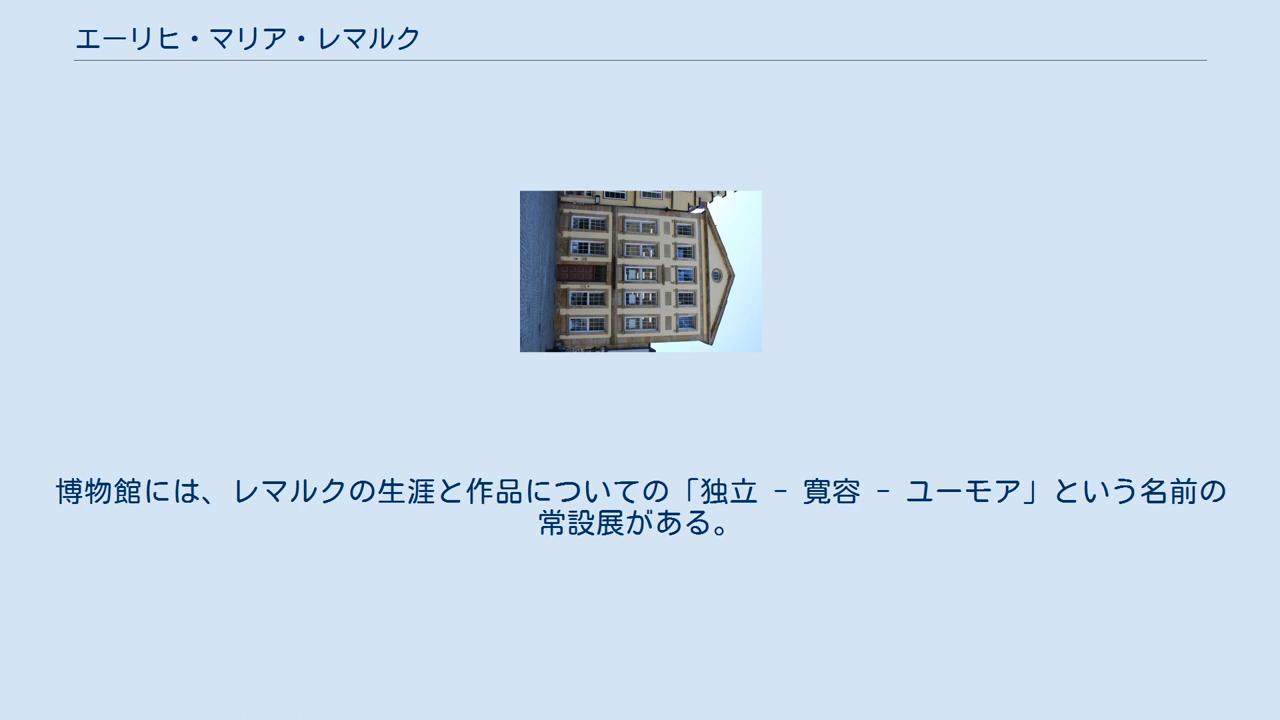 エーリヒ・マリア・レマルク
博物館には、レマルクの生涯と作品についての「独立 - 寛容 - ユーモア」という名前の
常設展がある。